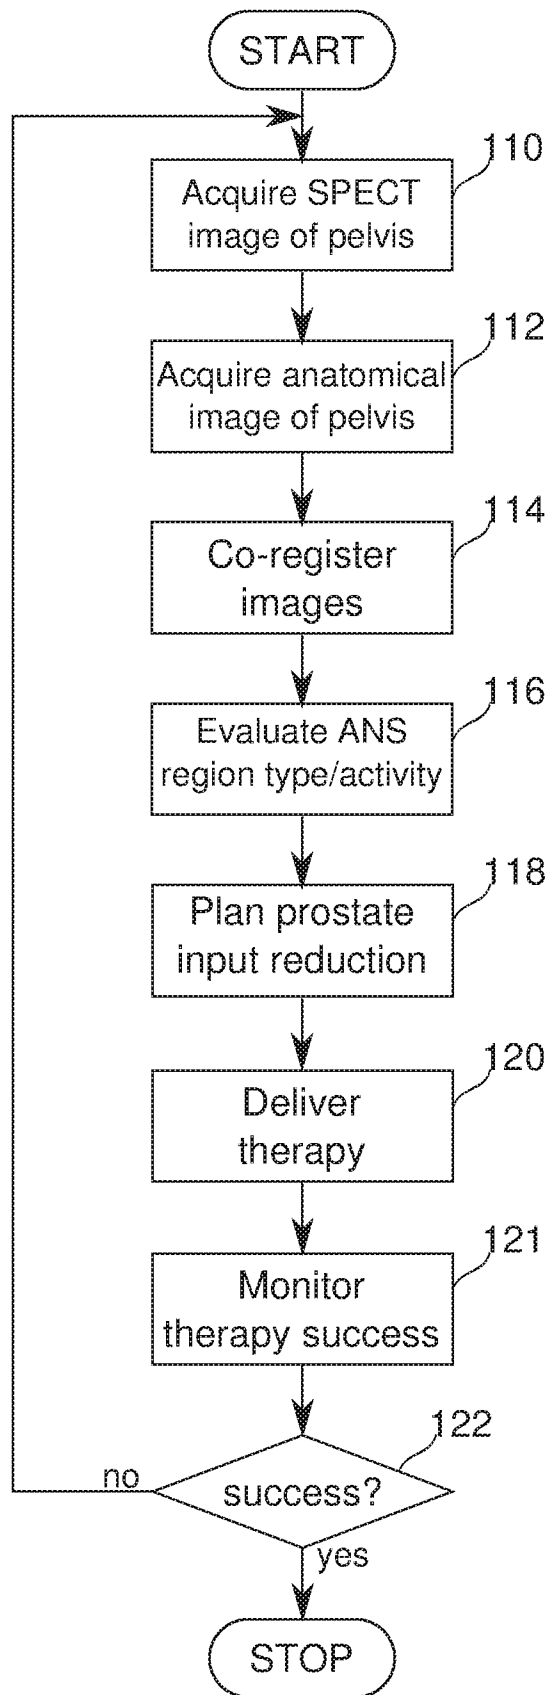 START
110
Acquire SPECT
image of pelvis
112
Acquire anatomical
image of pelvis
114
Co-register
images
116
Evaluate ANS
region type/activity
118
Plan prostate
input reduction
120
Deliver
therapy
121
Monitor
therapy success
122
no
success?
yes
STOP